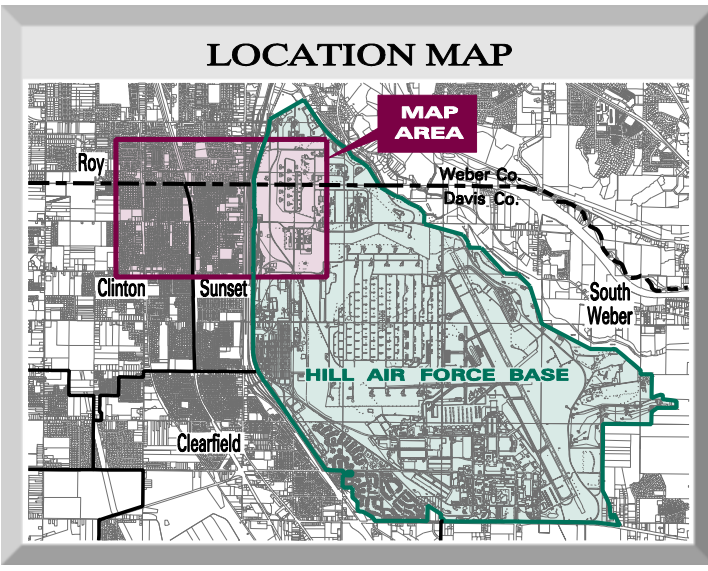 LOCATION MAP
MAP
AREA
Roy
Weber Co.
Davis Co.
Clinton
Sunset
South
Weber
HILL AIR FORCE BASE
Clearfield